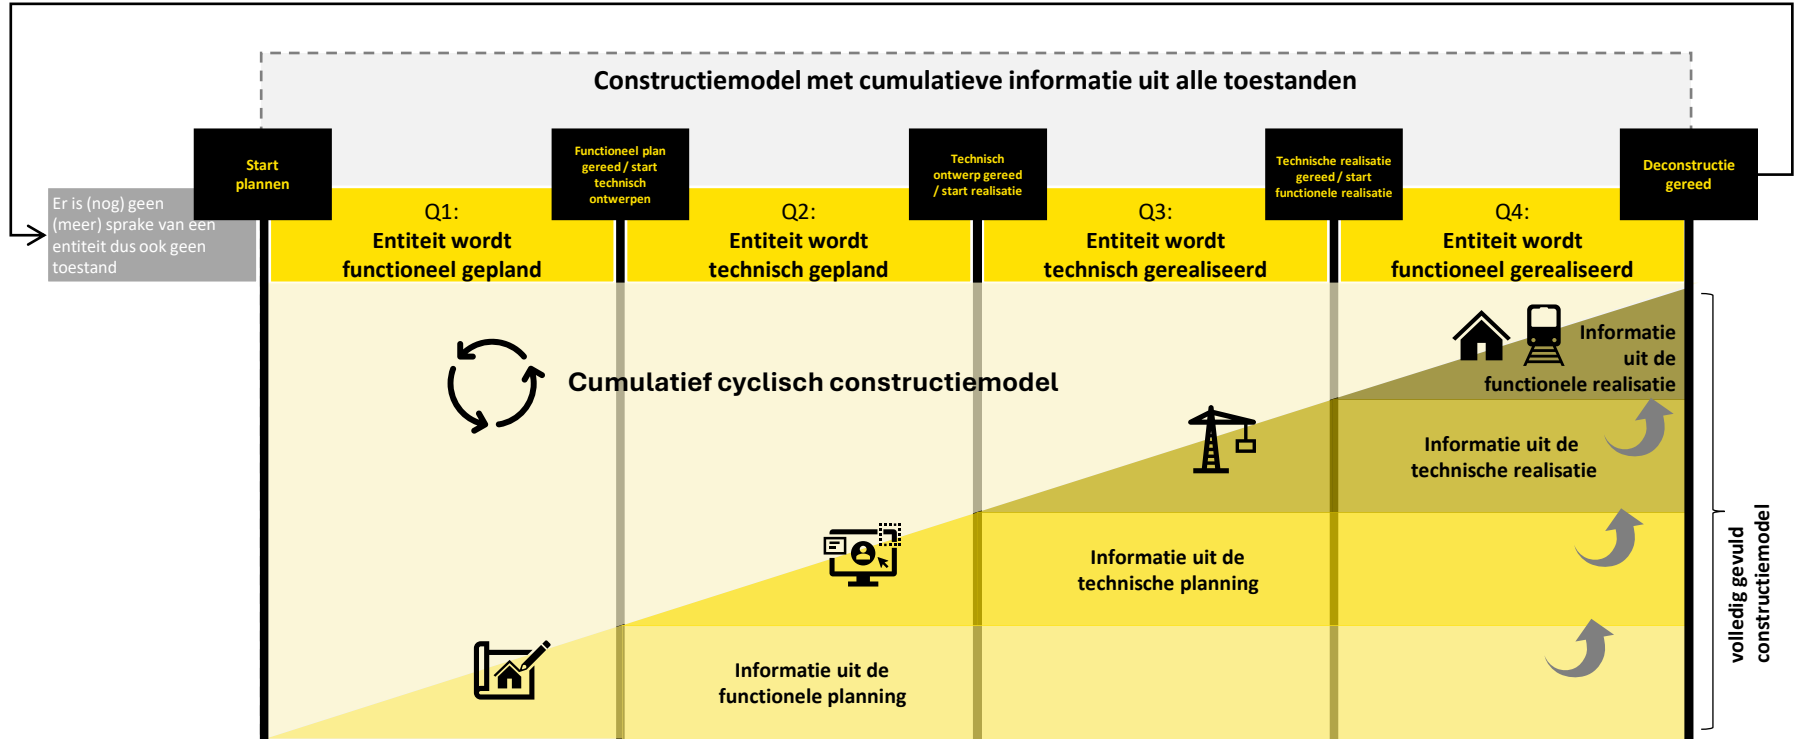 Constructiemodel met cumulatieve informatie uit alle toestanden
Start
plannen
Functioneel plan
gereed / start
technisch
ontwerpen
Technisch
ontwerp gereed
/ start realisatie
Technische realisatie
gereed / start
functionele realisatie
Deconstructie
gereed
Er is (nog) geen
(meer) sprake van een
entiteit dus ook geen
toestand
Q1:
Entiteit wordt
functioneel gepland
Q2:
Entiteit wordt
technisch gepland
Q3:
Entiteit wordt
technisch gerealiseerd
Q4:
Entiteit wordt
functioneel gerealiseerd
Cumulatief cyclisch constructiemodel
Informatie
uit de
functionele realisatie
Informatie uit de
technische realisatie
Informatie uit de
technische planning
Informatie uit de
functionele planning
volledig gevuld
constructiemodel